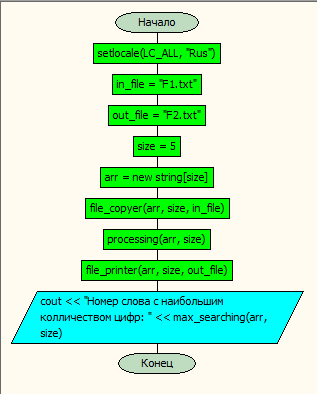 Начало
setlocale(LC_ALL, "Rus")
in_file = "F1.txt"
out_file = "F2.txt"
size = 5
arr = new string[size]
file_copyer(arr, size, in_file)
processing(arr, size)
file_printer(arr, size, out_file)
cout << "Номер слова с наибольшим
колличеством цифр: " << max_searching(arr,
size)
Конец